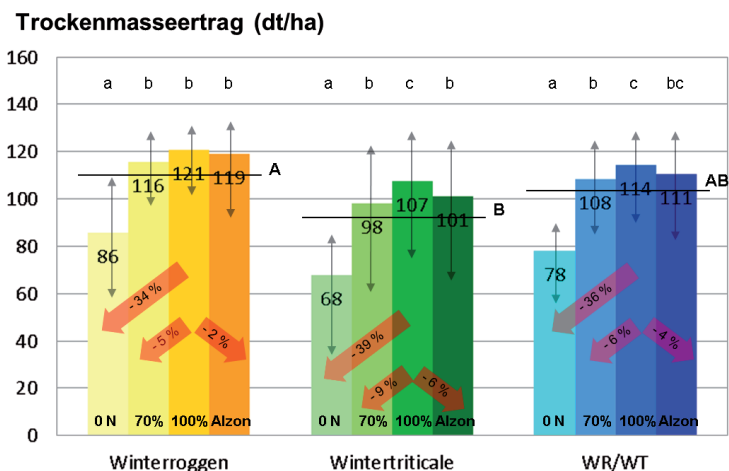 Trockenmasseertrag (dt/ha)
160
140
120
100
80
60
40
20
0
a b b b
a b c b
a b c bc
A
B
AB
86 116 121 119
68 98 107 101
78 108 114 111
- 34 %
- 5 % - 2 %
- 39 %
- 9 % - 6 %
- 36 %
- 6 % - 4 %
0 N 70% 100% Alzon
0 N 70% 100% Alzon
0 N 70% 100% Alzon
Winterroggen Wintertriticale WR/WT